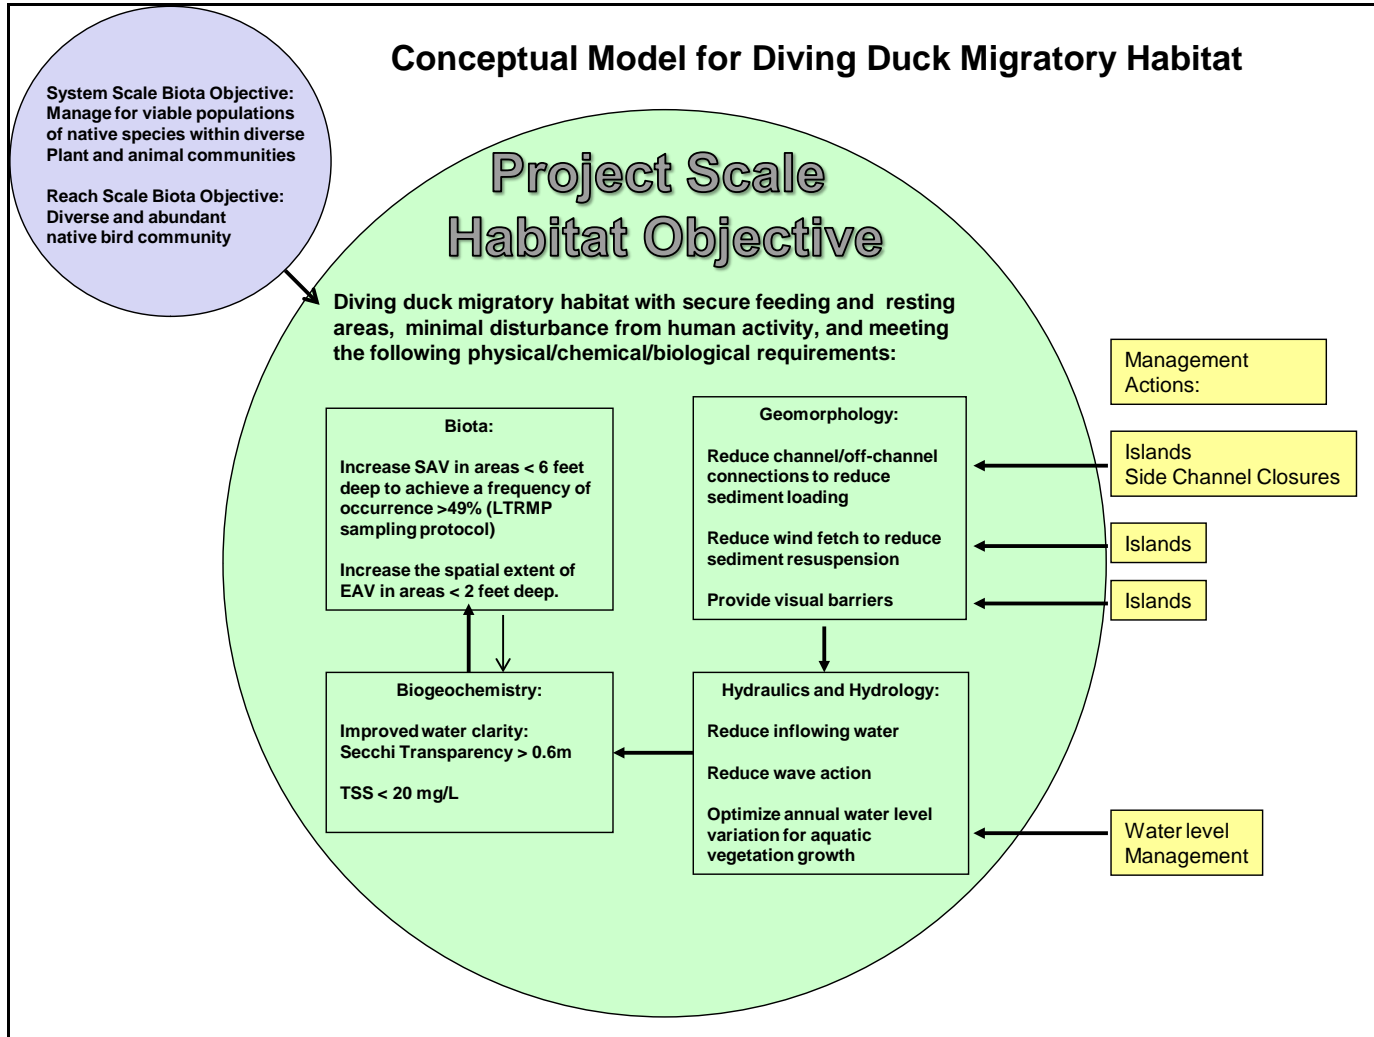 Conceptual Model for Diving Duck Migratory Habitat
System Scale Biota Objective:
Manage for viable populations
of native species within diverse
Plant and animal communities
Reach Scale Biota Objective:
Diverse and abundant
native bird community
Project Scale
Habitat Objective
Diving duck migratory habitat with secure feeding and resting
areas, minimal disturbance from human activity, and meeting
the following physical/chemical/biological requirements:
Biota:
Increase SAV in areas < 6 feet
deep to achieve a frequency of
occurrence >49% (LTRMP
sampling protocol)
Increase the spatial extent of
EAV in areas < 2 feet deep.
Geomorphology:
Reduce channel/off-channel
connections to reduce
sediment loading
Reduce wind fetch to reduce
sediment resuspension
Provide visual barriers
Management
Actions:
Islands
Side Channel Closures
Islands
Islands
Biogeochemistry:
Improved water clarity:
Secchi Transparency > 0.6m
TSS < 20 mg/L
Hydraulics and Hydrology:
Reduce inflowing water
Reduce wave action
Optimize annual water level
variation for aquatic
vegetation growth
Water level
Management